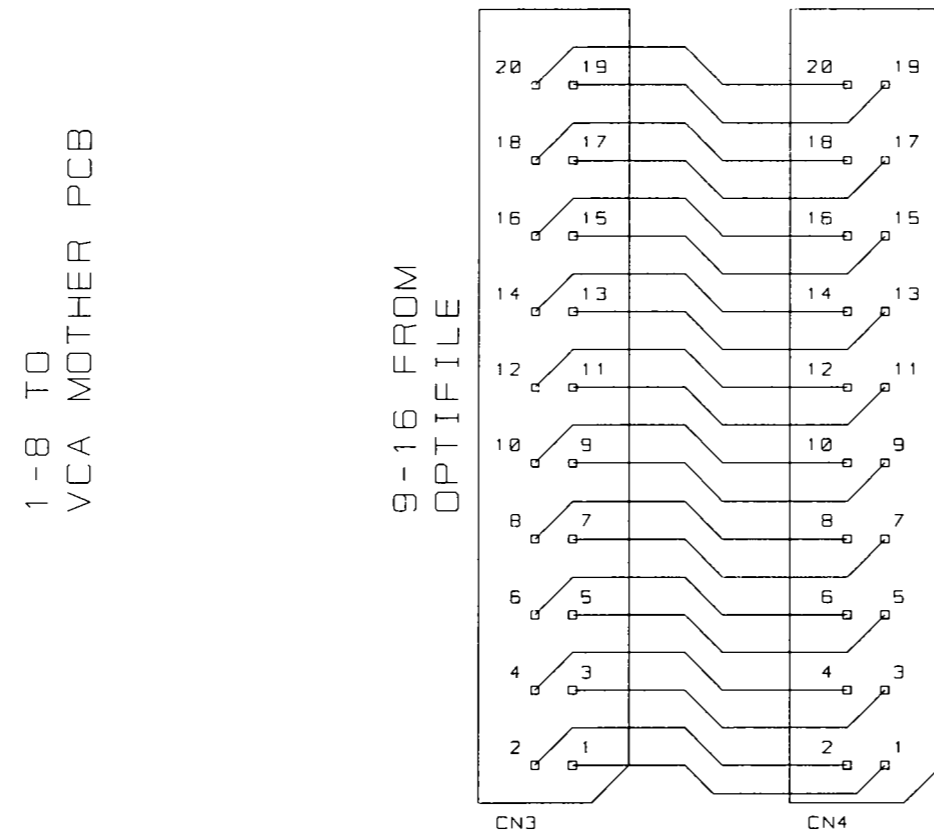 1-8 TO
VCA MOTHER PCB
9-16 FROM
OPTIFILE
20 19 20 19
18 17 18 17
16 15 16 15
14 13 14 13
12 11 12 11
10 9 10 9
8 7 8 7
6 5 6 5
4 3 4 3
2 1 2 1
CN3 CN4